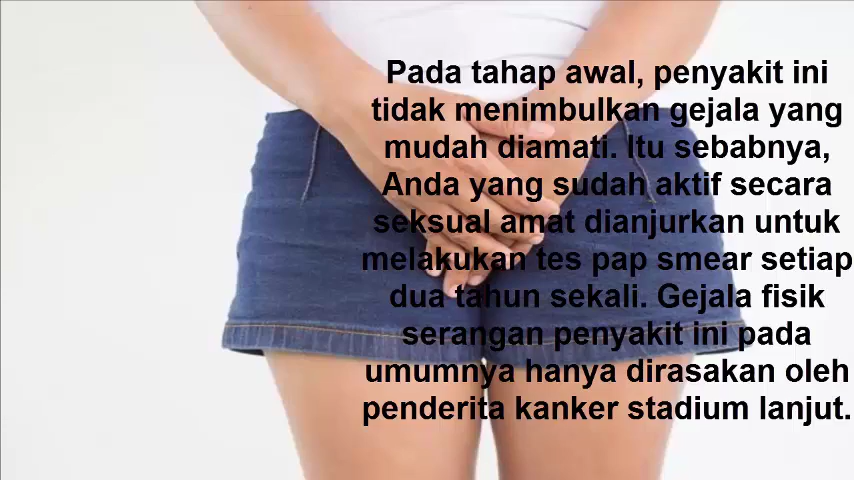 Pada tahap awal, penyakit ini
tidak menimbulkan gejala yang
mudah diamati. Itu sebabnya,
Anda yang sudah aktif secara
seksual amat dianjurkan untuk
melakukan tes pap smear setiap
dua tahun sekali. Gejala fisik
serangan penyakit ini pada
umumnya hanya dirasakan oleh
penderita kanker stadium lanjut.